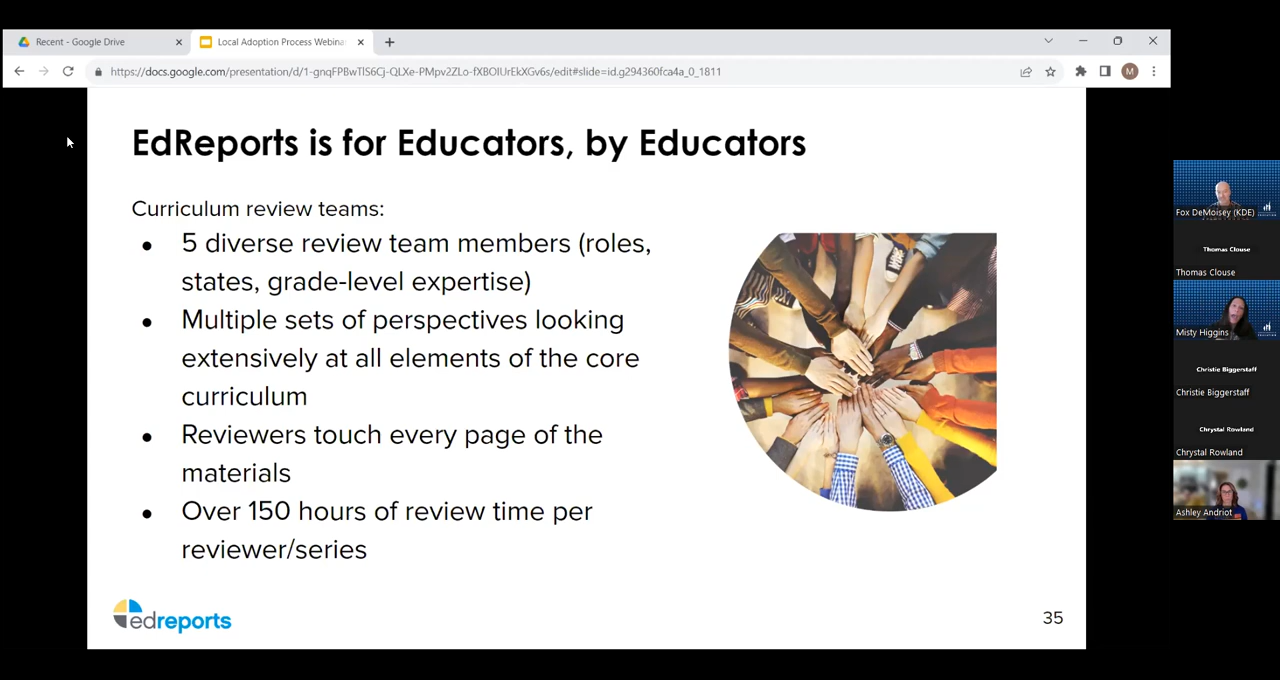 Recent - Google Drive
Local Adoption Process Webina
https://docs.google.com/presentation/d/1-gnqFPBwTlS6Cj-QLXe-PMpv2ZLo-fXBOIUrEkXGv6s/edit#slide=id.g294360fca4a_0_1811
M
EdReports is for Educators, by Educators
Curriculum review teams:
● 5 diverse review team members (roles,
states, grade-level expertise)
● Multiple sets of perspectives looking
extensively at all elements of the core
curriculum
● Reviewers touch every page of the
materials
● Over 150 hours of review time per
reviewer/series
edreports
35
Fox DeMoisey (KDE)
Thomas Clouse
Thomas Clouse
Misty Higgins
Christie Biggerstaff
Christie Biggerstaff
Chrystal Rowland
Chrystal Rowland
Ashley Andriot